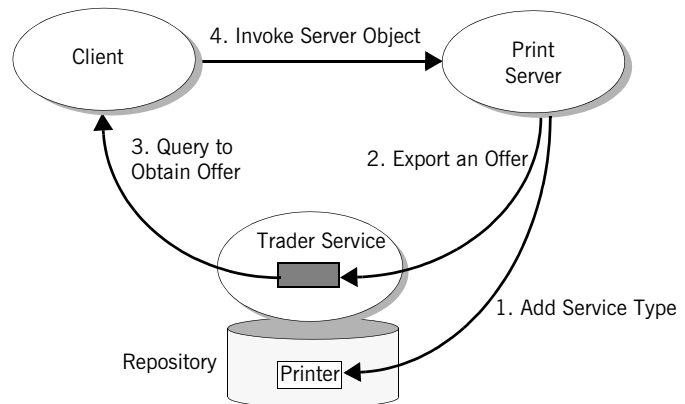 4. Invoke Server Object
Client
Print
Server
3. Query to
Obtain Offer
2. Export an Offer
Trader Service
1. Add Service Type
Repository
Printer